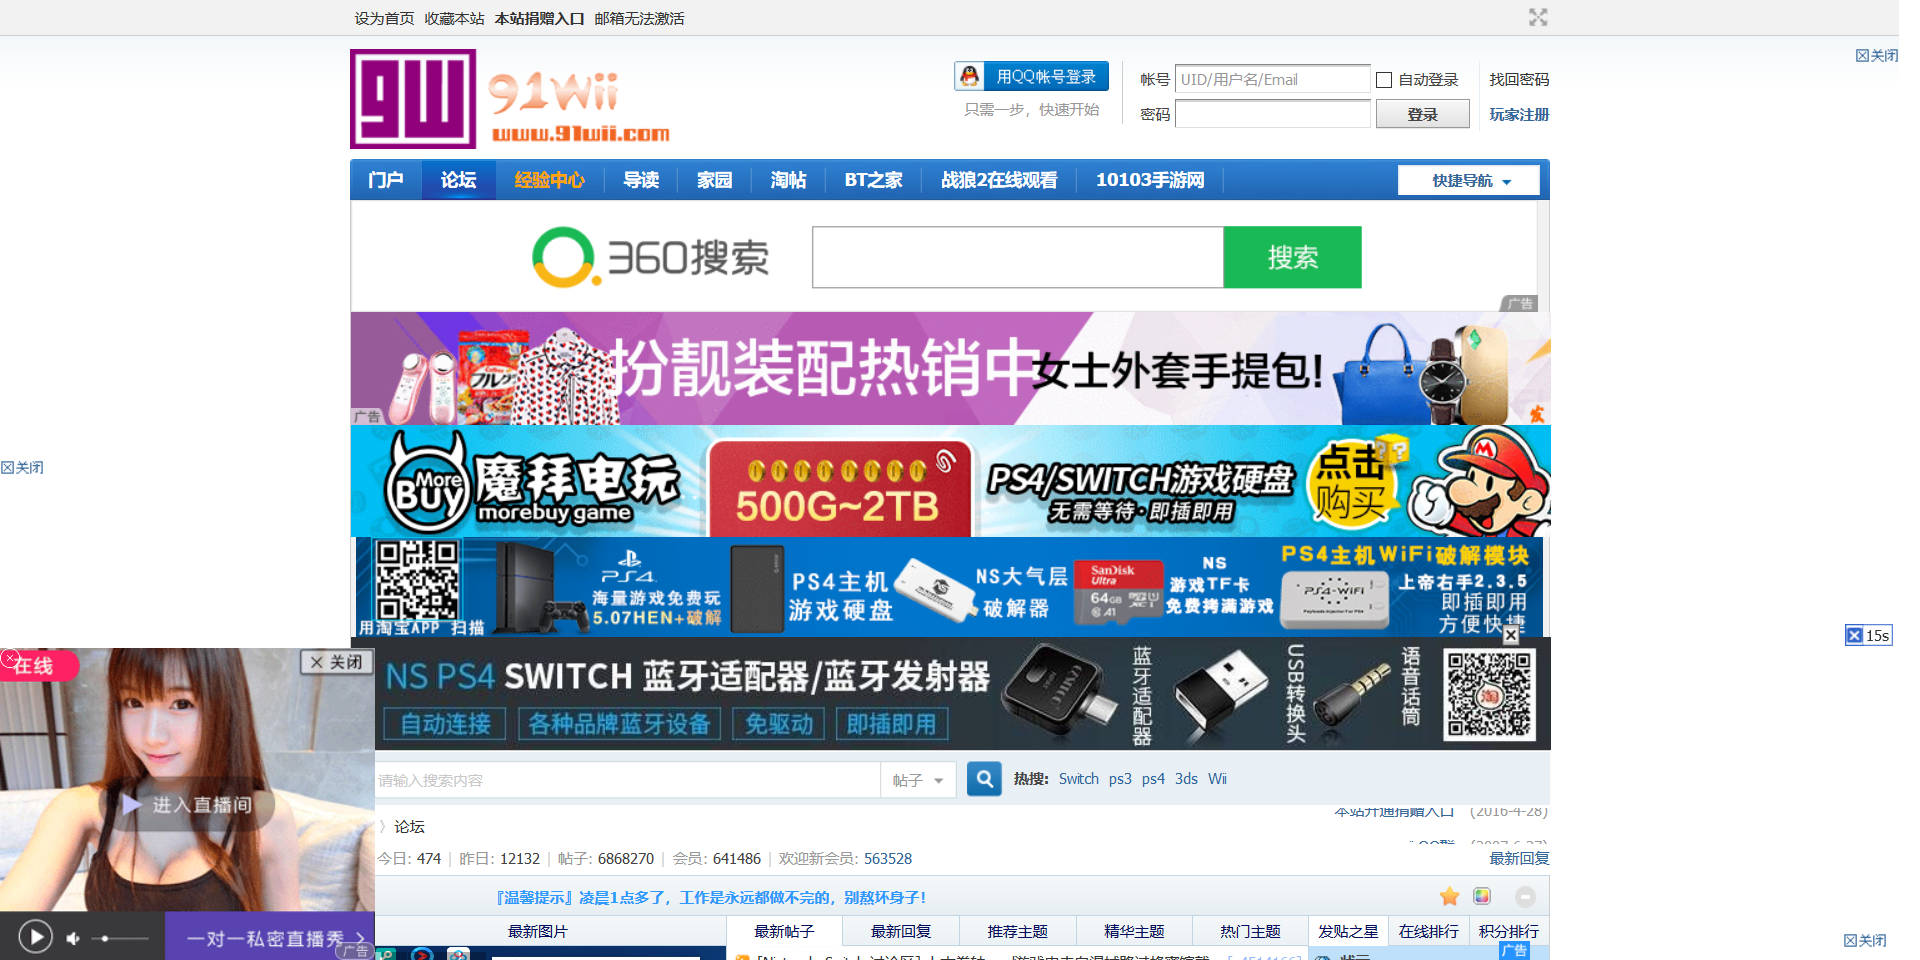 设为首页 收藏本站 本站捐赠入口 邮箱无法激活
关闭
9W 91wii
www.91wii.com
用QQ帐号登录
只需一步，快速开始
帐号 UID/用户名/Email 自动登录 找回密码
密码 登录 玩家注册
门户 论坛 经验中心 导读 家园 淘帖 BT之家 战狼2在线观看 10103手游网 快捷导航
360搜索 搜索
广告
扮靓装配热销中 女士外套手提包!
广告
More Buy 魔拜电玩 morebuy game
500G~2TB
PS4/SWITCH游戏硬盘
无需等待·即插即用
点击购买
关闭
用淘宝APP 扫描
PS4
海量游戏免费玩
5.07HEN+破解
PS4主机
游戏硬盘
NS大气层
破解器
SanDisk
Ultra
64GB
A1
NS
游戏TF卡
免费拷满游戏
PS4主机WiFi破解模块
PS4-WiFi
上帝右手2.3.5
即插即用
方便快捷
15s
NS PS4 SWITCH 蓝牙适配器/蓝牙发射器
自动连接 各种品牌蓝牙设备 免驱动 即插即用
蓝牙适配器
USB转换头
语音话筒
淘
在线
关闭
进入直播间
一对一私密直播秀
广告
请输入搜索内容 帖子 热搜: Switch ps3 ps4 3ds Wii
本站开通捐赠入口 (2016-4-28)
〉论坛
今日: 474 | 昨日: 12132 | 帖子: 6868270 | 会员: 641486 | 欢迎新会员: 563528
最新回复
『温馨提示』凌晨1点多了，工作是永远都做不完的，别熬坏身子！
最新图片 最新帖子 最新回复 推荐主题 精华主题 热门主题 发贴之星 在线排行 积分排行
广告
关闭